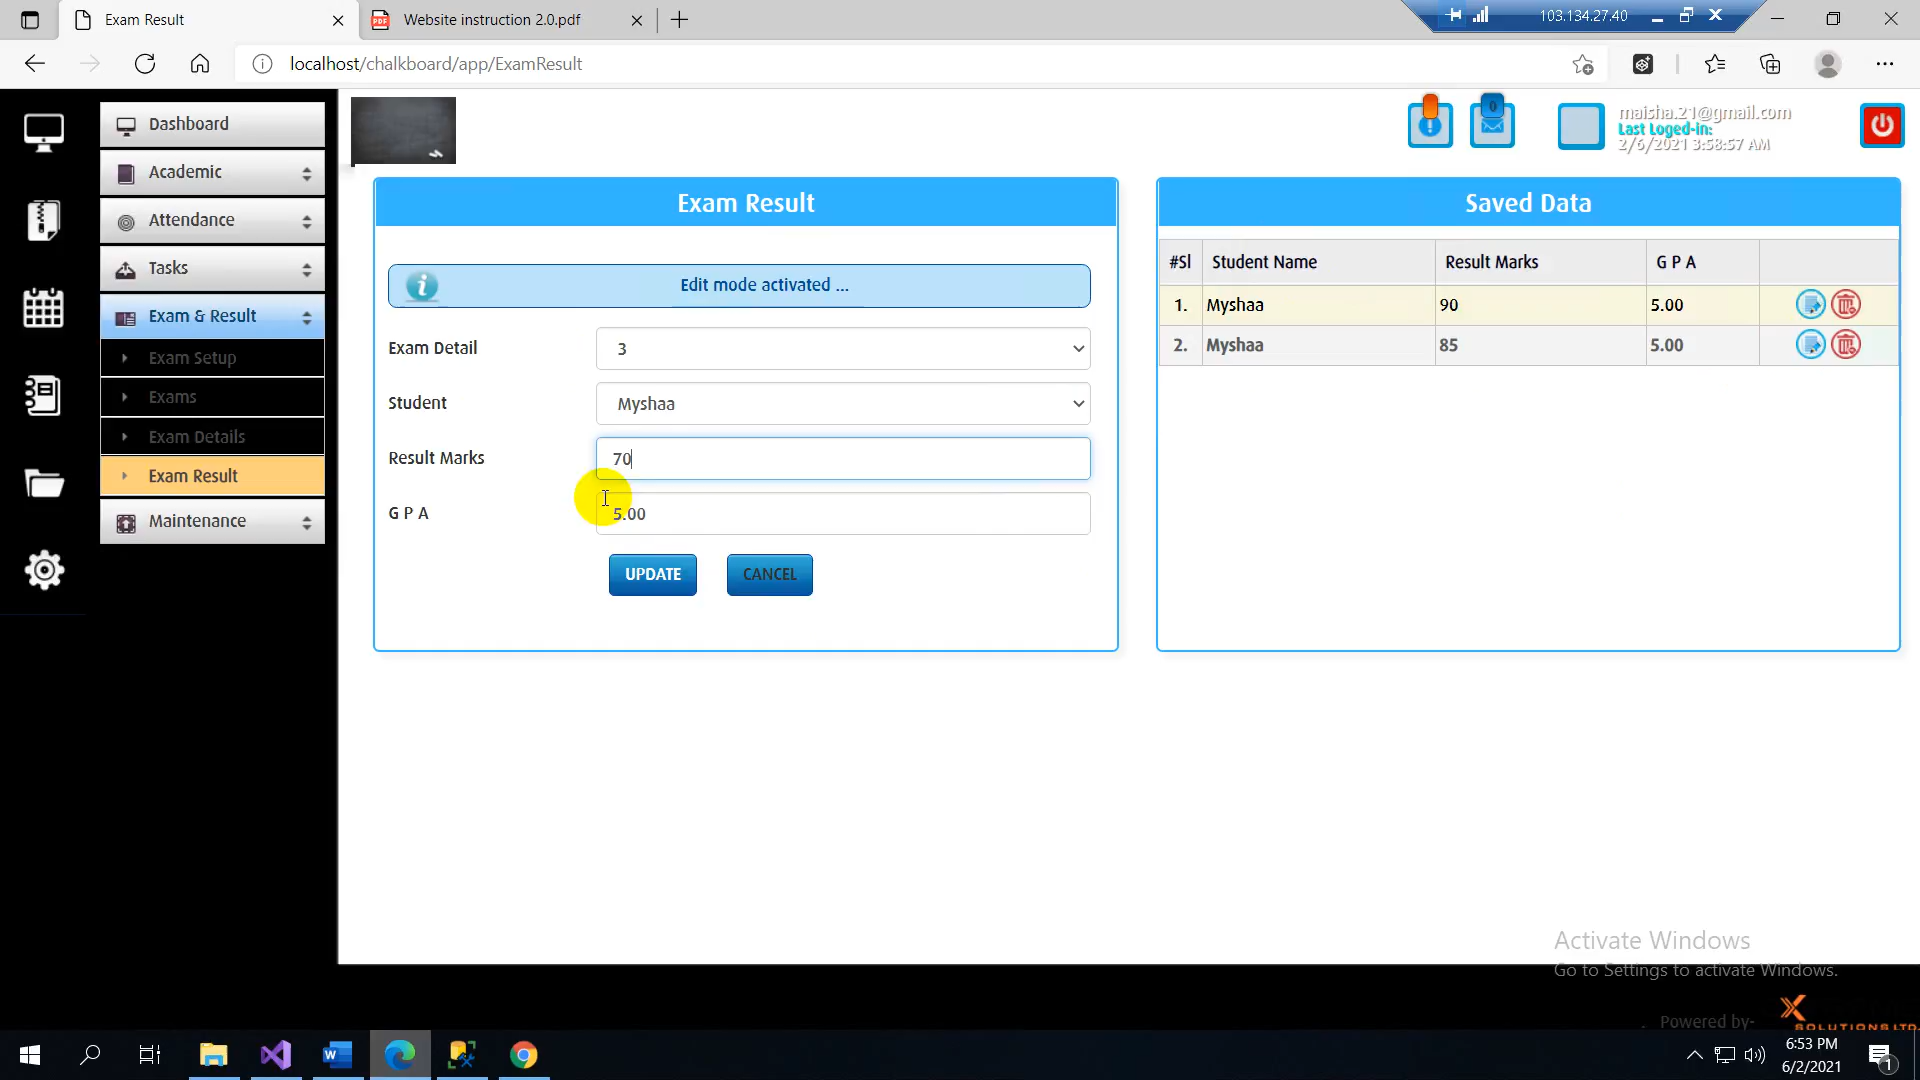 Exam Result
Website instruction 2.0.pdf
103.134.27.40
localhost/chalkboard/app/ExamResult
Dashboard
Academic
Attendance
Tasks
Exam & Result
Exam Setup
Exams
Exam Details
Exam Result
Maintenance
0
maisha.21@gmail.com
Last Loged-in:
2/6/2021 3:58:57 AM
Exam Result
Edit mode activated ...
Exam Detail
3
Student
Myshaa
Result Marks
70
G P A
5.00
UPDATE
CANCEL
Saved Data
#Sl Student Name Result Marks G P A
1. Myshaa 90 5.00
2. Myshaa 85 5.00
Activate Windows
Go to Settings to activate Windows.
Powered by-
X
SOLUTIONS LTD
6:53 PM
6/2/2021
1